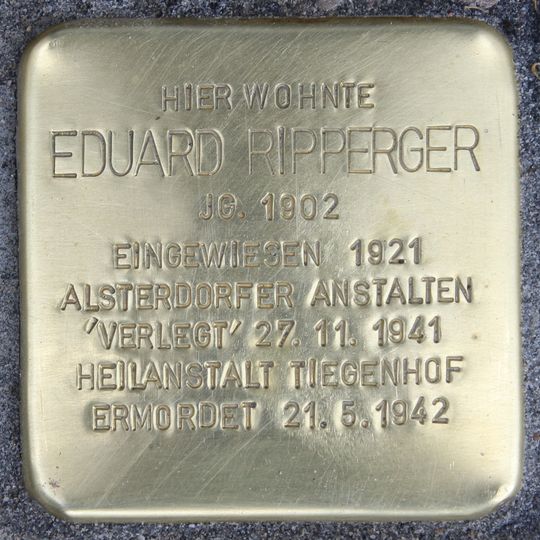 HIER WOHNTE
EDUARD RIPPERGER
JG. 1902
EINGEWIESEN 1921
ALSTERDORFER ANSTALTEN
'VERLEGT' 27. 11. 1941
HEILANSTALT TIEGENHOF
ERMORDET 21. 5. 1942